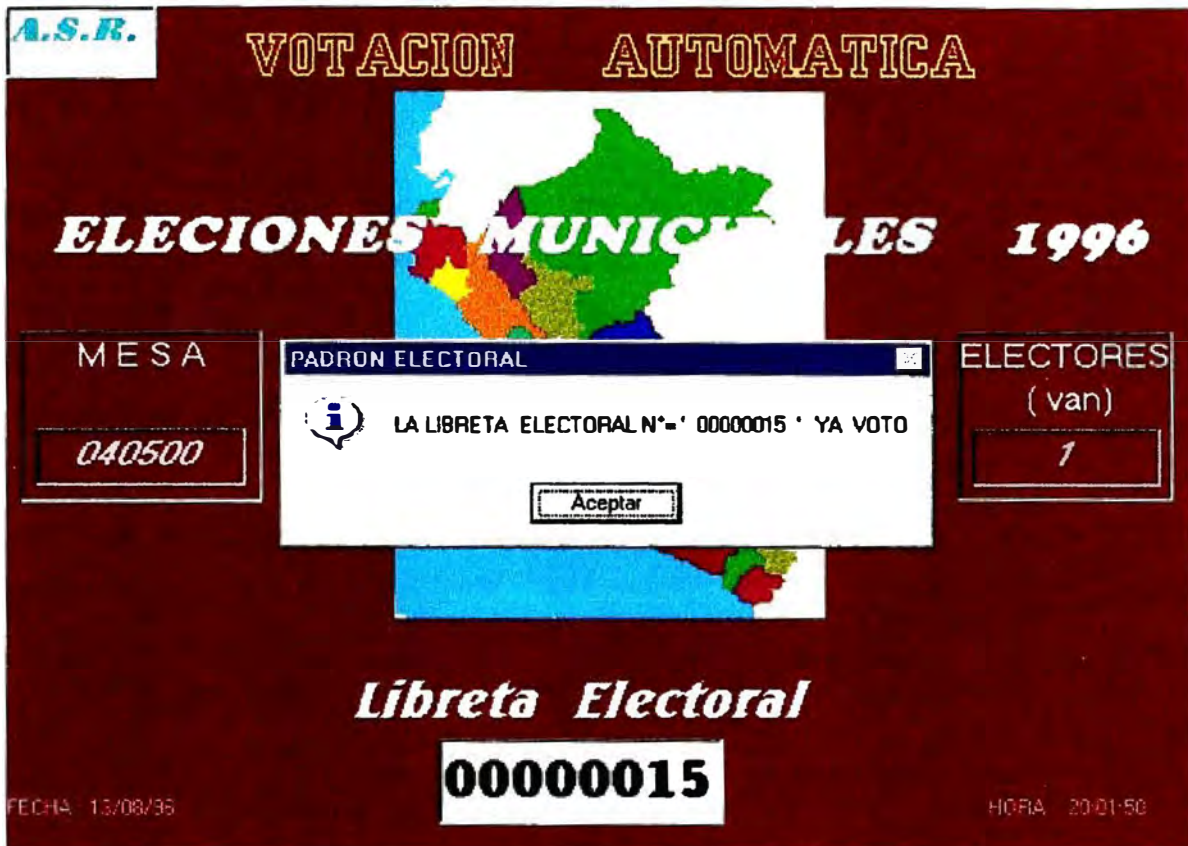 A.S.R.
VOTACION AUTOMATICA
ELECIONES MUNIC LES 1996
MESA
040500
PADRON ELECTORAL
LA LIBRETA ELECTORAL N°=' 00000015 ' YA VOTO
Aceptar
ELECTORES
(van)
1
Libreta Electoral
00000015
FECHA 13/08/96
HORA 20:01:50